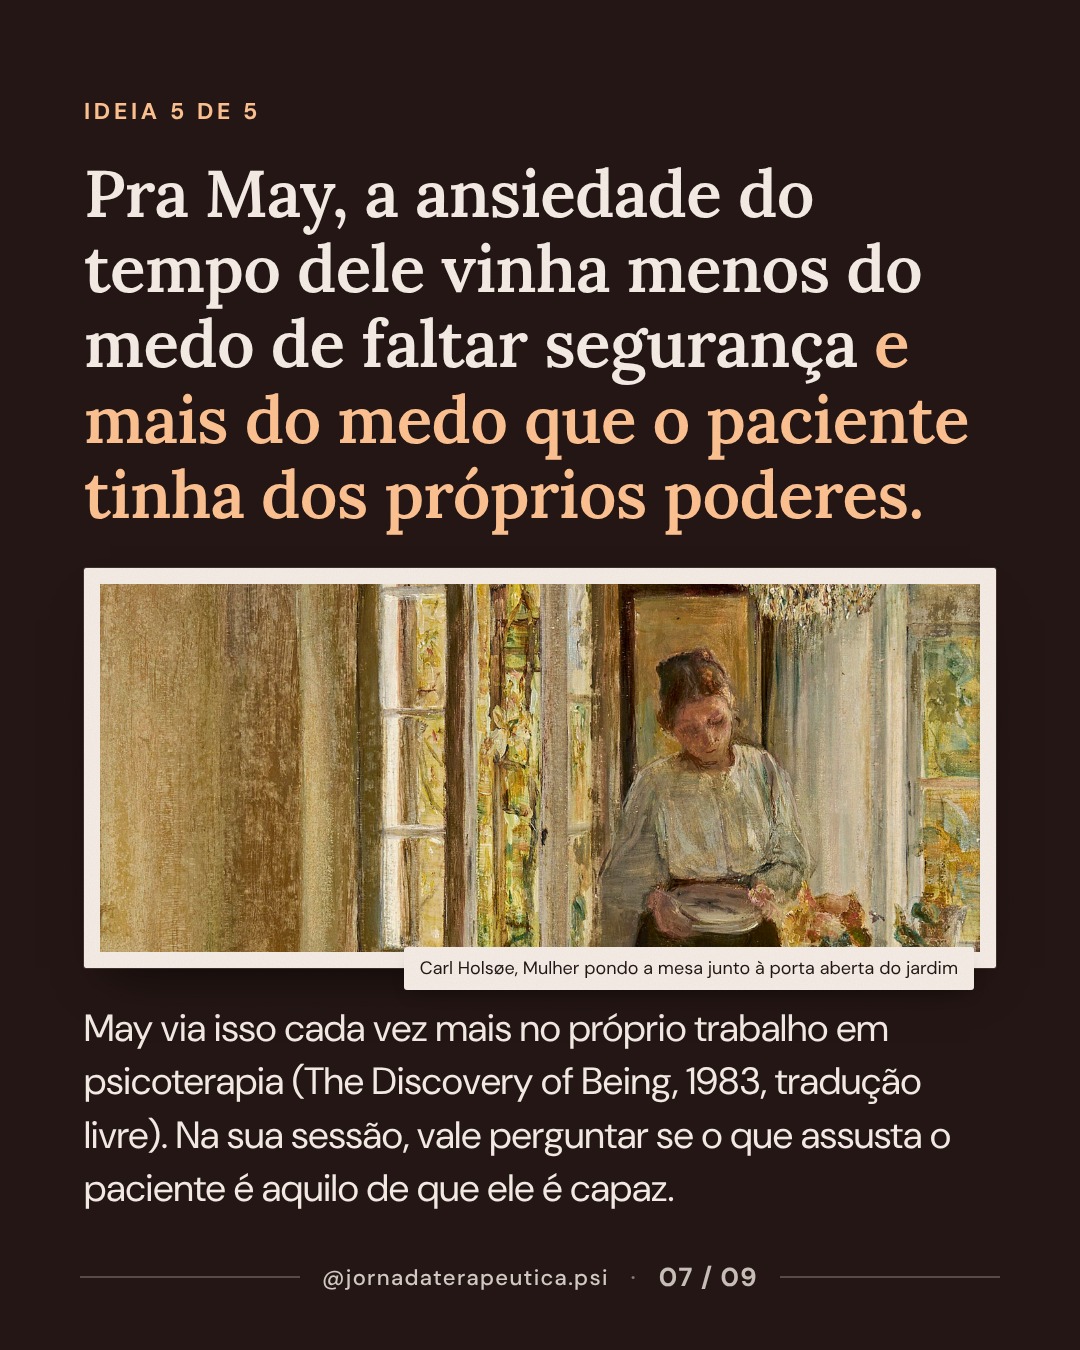 IDEIA 5 DE 5
Pra May, a ansiedade do
tempo dele vinha menos do
medo de faltar segurança e
mais do medo que o paciente
tinha dos próprios poderes.
Carl Holsøe, Mulher pondo a mesa junto à porta aberta do jardim
May via isso cada vez mais no próprio trabalho em
psicoterapia (The Discovery of Being, 1983, tradução
livre). Na sua sessão, vale perguntar se o que assusta o
paciente é aquilo de que ele é capaz.
@jornadaterapeutica.psi · 07 / 09